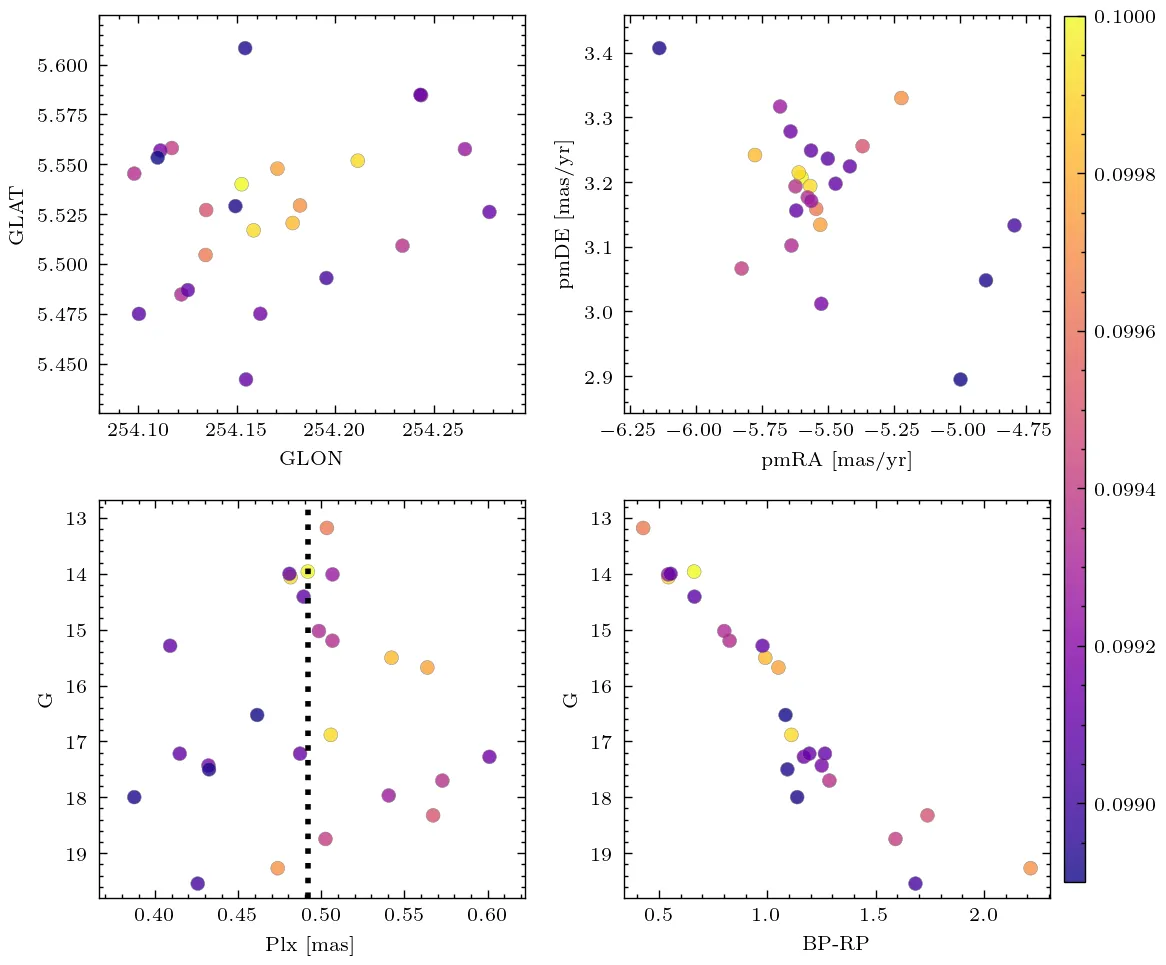 5.600
5.575
5.550
5.525
5.500
5.475
5.450
GLAT
254.10 254.15 254.20 254.25
GLON
3.4
3.3
3.2
3.1
3.0
2.9
pmDE [mas/yr]
−6.25 −6.00 −5.75 −5.50 −5.25 −5.00 −4.75
pmRA [mas/yr]
0.1000
0.0998
0.0996
0.0994
0.0992
0.0990
13
14
15
16
17
18
19
G
0.40 0.45 0.50 0.55 0.60
Plx [mas]
13
14
15
16
17
18
19
G
0.5 1.0 1.5 2.0
BP-RP